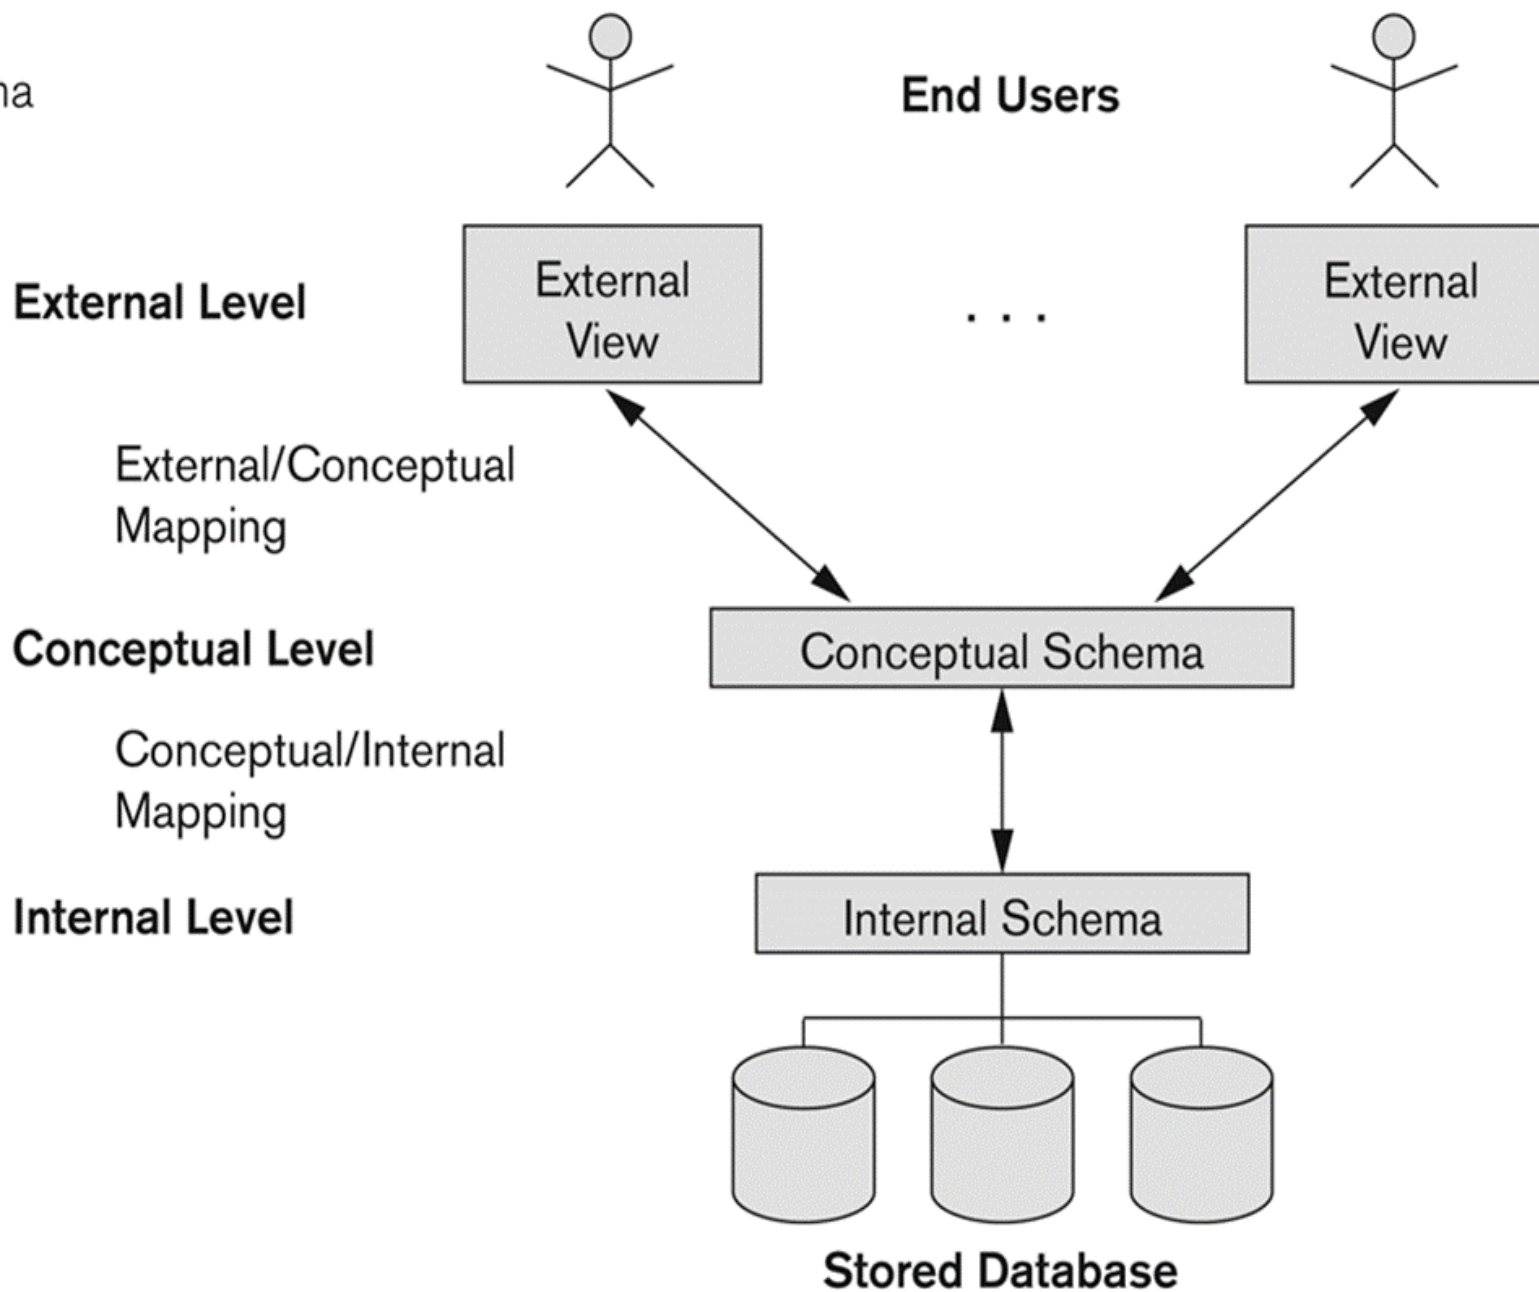 End Users
External Level
External
View
. . .
External
View
External/Conceptual
Mapping
Conceptual Level
Conceptual Schema
Conceptual/Internal
Mapping
Internal Level
Internal Schema
Stored Database